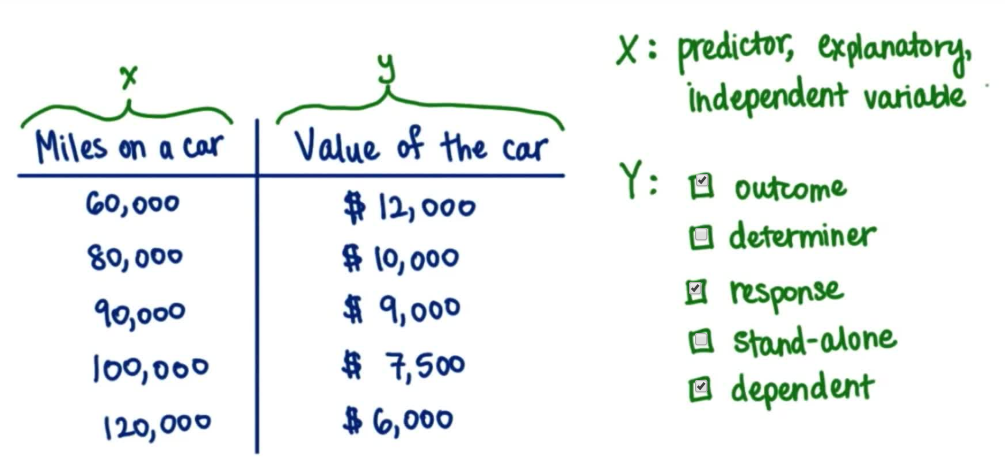 x y
Miles on a car Value of the car
60,000 $ 12,000
80,000 $ 10,000
90,000 $ 9,000
100,000 $ 7,500
120,000 $ 6,000
X: predictor, explanatory,
independent variable
Y: outcome
determiner
response
stand-alone
dependent